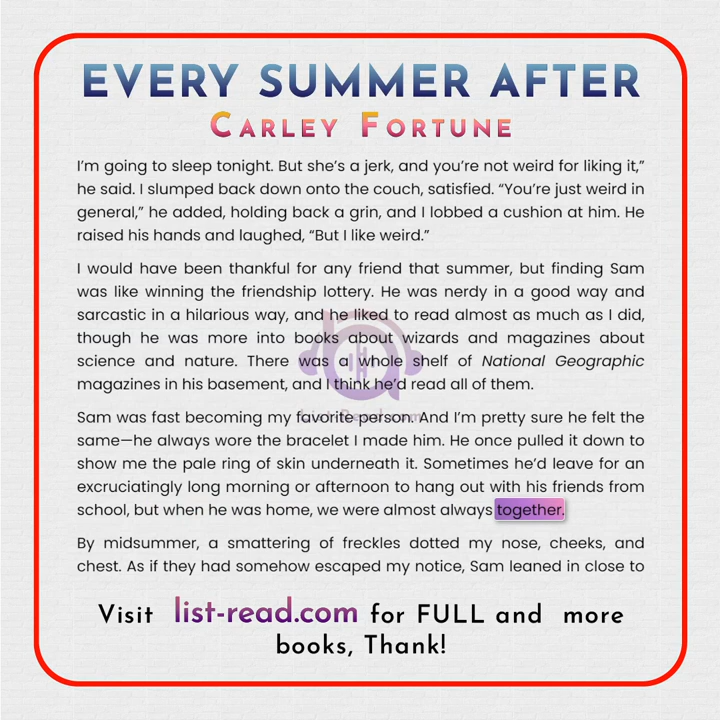 EVERY SUMMER AFTER
CARLEY FORTUNE
I'm going to sleep tonight. But she's a jerk, and you're not weird for liking it,"
he said. I slumped back down onto the couch, satisfied. "You're just weird in
general," he added, holding back a grin, and I lobbed a cushion at him. He
raised his hands and laughed, "But I like weird."
I would have been thankful for any friend that summer, but finding Sam
was like winning the friendship lottery. He was nerdy in a good way and
sarcastic in a hilarious way, and he liked to read almost as much as I did,
though he was more into books about wizards and magazines about
science and nature. There was a whole shelf of National Geographic
magazines in his basement, and I think he'd read all of them.
Sam was fast becoming my favorite person. And I'm pretty sure he felt the
same—he always wore the bracelet I made him. He once pulled it down to
show me the pale ring of skin underneath it. Sometimes he'd leave for an
excruciatingly long morning or afternoon to hang out with his friends from
school, but when he was home, we were almost always together.
By midsummer, a smattering of freckles dotted my nose, cheeks, and
chest. As if they had somehow escaped my notice, Sam leaned in close to
Visit list-read.com for FULL and more
books, Thank!